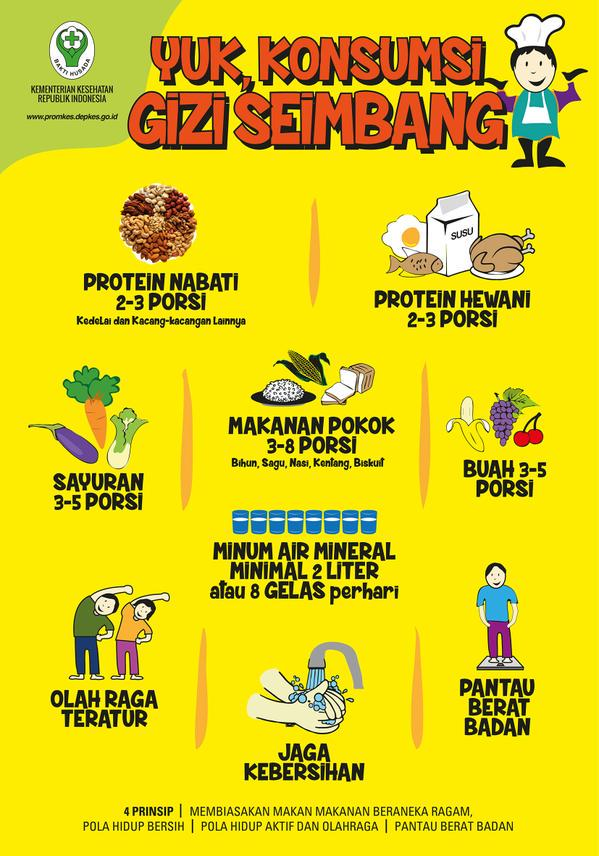 BAKTI HUSADA
KEMENTERIAN KESEHATAN
REPUBLIK INDONESIA
www.promkes.depkes.go.id
YUK, KONSUMSI
GIZI SEIMBANG
PROTEIN NABATI
2-3 PORSI
Kedelai dan Kacang-kacangan Lainnya
SUSU
PROTEIN HEWANI
2-3 PORSI
SAYURAN
3-5 PORSI
MAKANAN POKOK
3-8 PORSI
Bihun, Sagu, Nasi, Kentang, Biskuit
BUAH 3-5
PORSI
MINUM AIR MINERAL
MINIMAL 2 LITER
atau 8 GELAS perhari
OLAH RAGA
TERATUR
JAGA
KEBERSIHAN
PANTAU
BERAT
BADAN
4 PRINSIP | MEMBIASAKAN MAKAN MAKANAN BERANEKA RAGAM,
POLA HIDUP BERSIH | POLA HIDUP AKTIF DAN OLAHRAGA | PANTAU BERAT BADAN